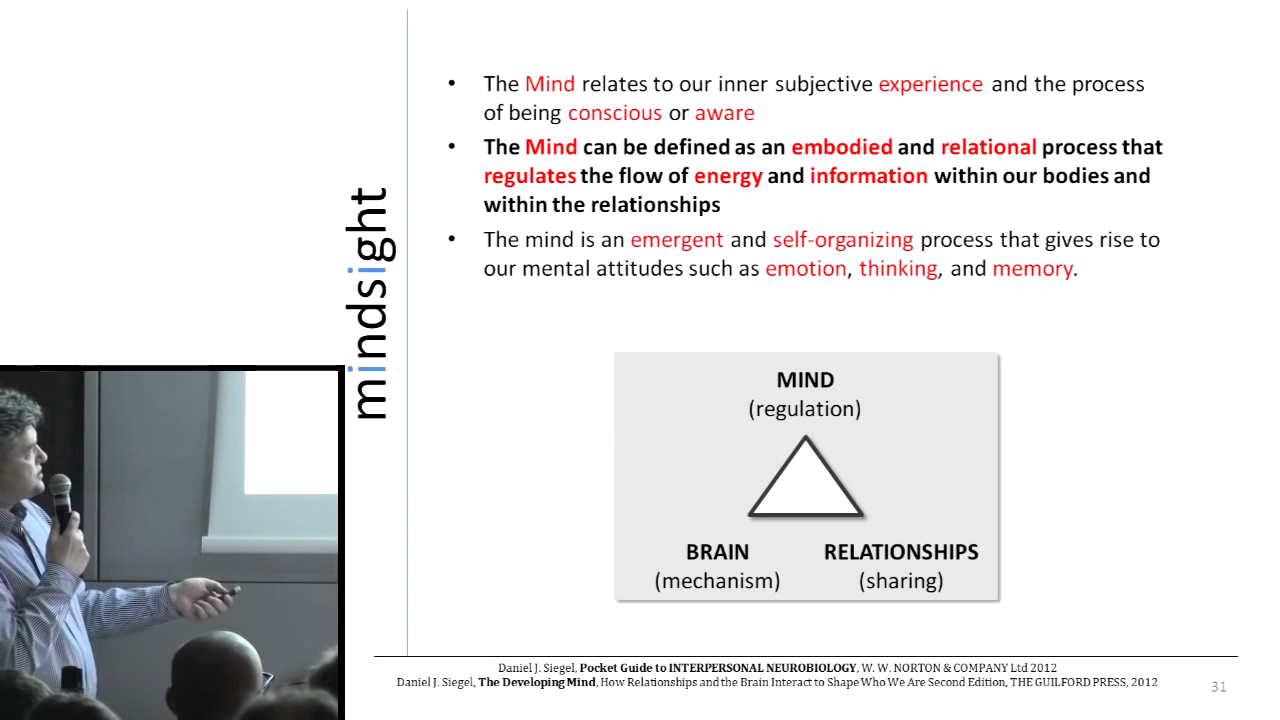 mindsight
• The Mind relates to our inner subjective experience and the process
of being conscious or aware
• The Mind can be defined as an embodied and relational process that
regulates the flow of energy and information within our bodies and
within the relationships
• The mind is an emergent and self-organizing process that gives rise to
our mental attitudes such as emotion, thinking, and memory.
MIND
(regulation)
BRAIN
(mechanism)
RELATIONSHIPS
(sharing)
Daniel J. Siegel, Pocket Guide to INTERPERSONAL NEUROBIOLOGY, W. W. NORTON & COMPANY Ltd 2012
Daniel J. Siegel, The Developing Mind, How Relationships and the Brain Interact to Shape Who We Are Second Edition, THE GUILFORD PRESS, 2012
31